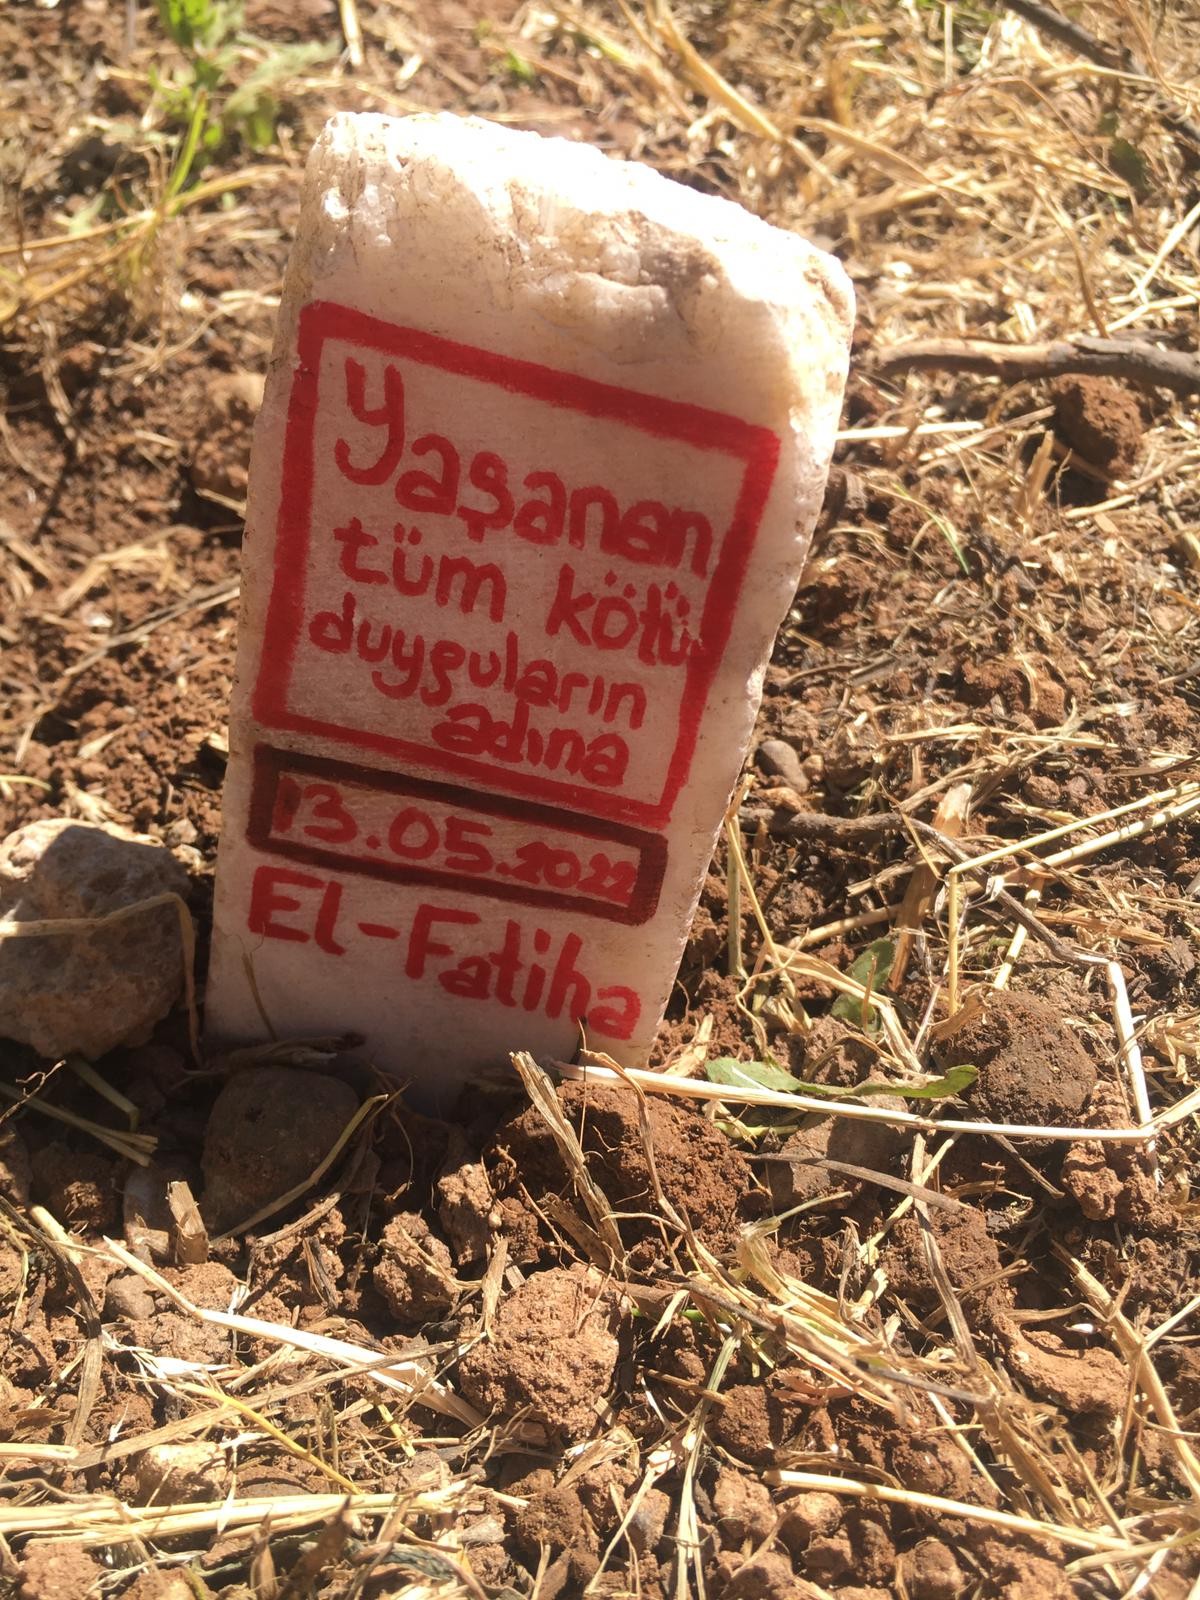 Yaşanan
tüm kötü
duyguların
adına
13.05.2022
El-Fatiha